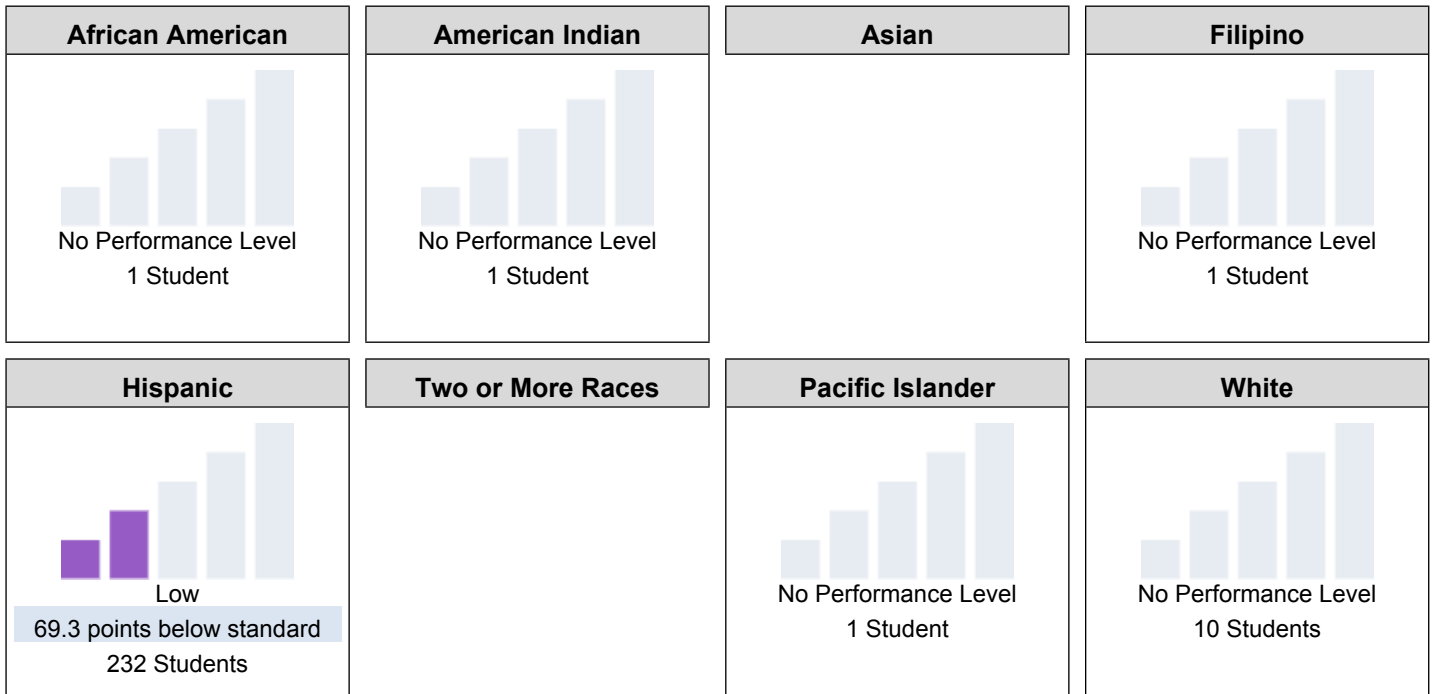 African American
No Performance Level
1 Student
American Indian
No Performance Level
1 Student
Asian
Filipino
No Performance Level
1 Student
Hispanic
Low
69.3 points below standard
232 Students
Two or More Races
Pacific Islander
No Performance Level
1 Student
White
No Performance Level
10 Students